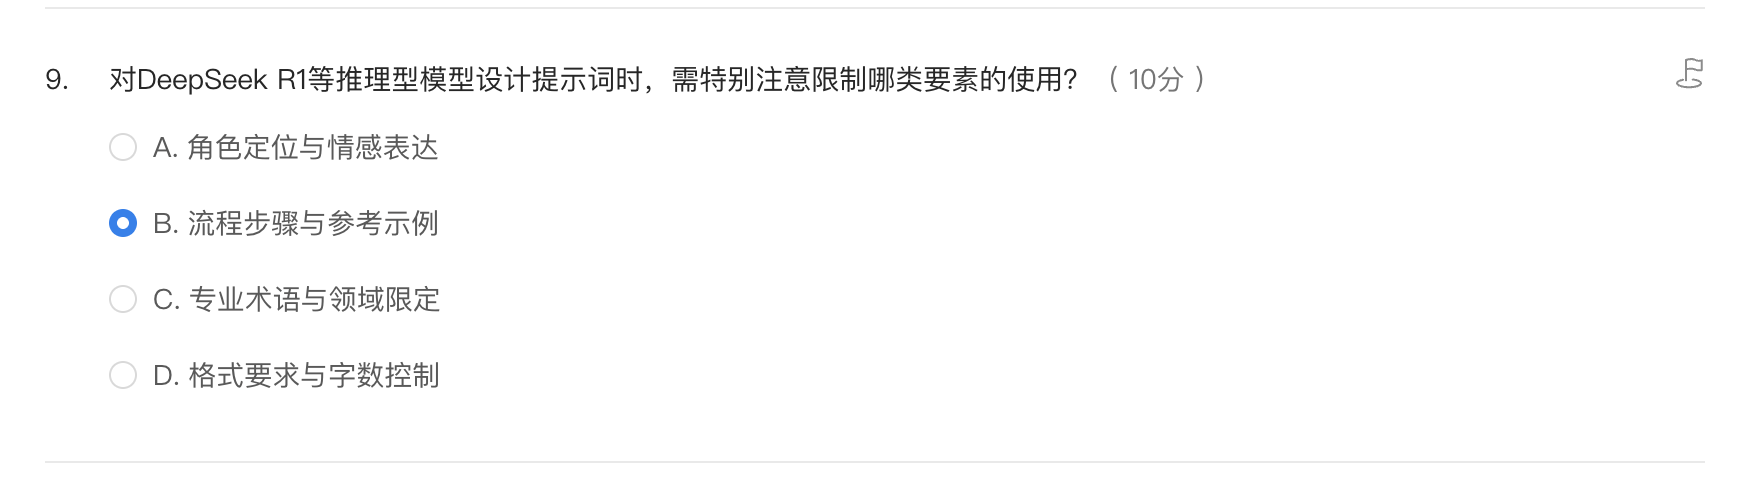 9. 对DeepSeek R1等推理型模型设计提示词时，需特别注意限制哪类要素的使用？（ 10分 ）
A. 角色定位与情感表达
B. 流程步骤与参考示例
C. 专业术语与领域限定
D. 格式要求与字数控制